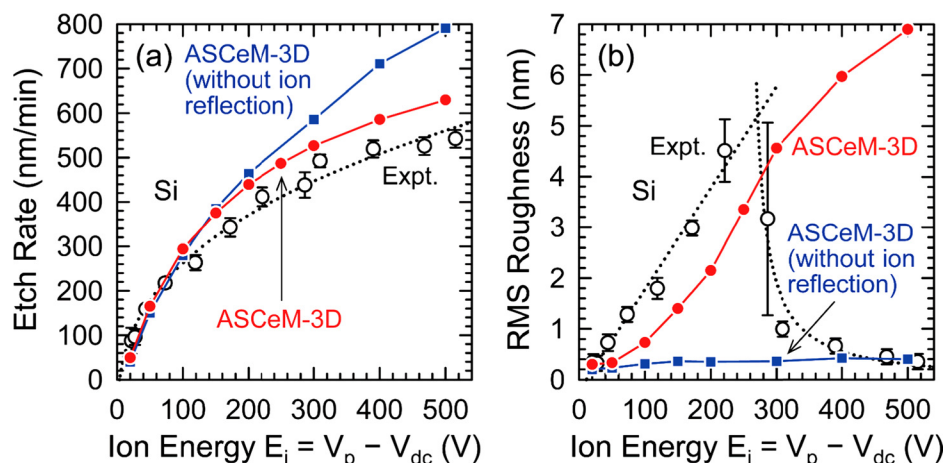 (a)
ASCeM-3D
(without ion
reflection)
Si
Expt.
ASCeM-3D
Etch Rate (nm/min)
800
700
600
500
400
300
200
100
0
0 100 200 300 400 500
Ion Energy Eᵢ = Vₚ − V_dc (V)
(b)
Expt.
Si
ASCeM-3D
ASCeM-3D
(without ion
reflection)
RMS Roughness (nm)
7
6
5
4
3
2
1
0
0 100 200 300 400 500
Ion Energy Eᵢ = Vₚ − V_dc (V)